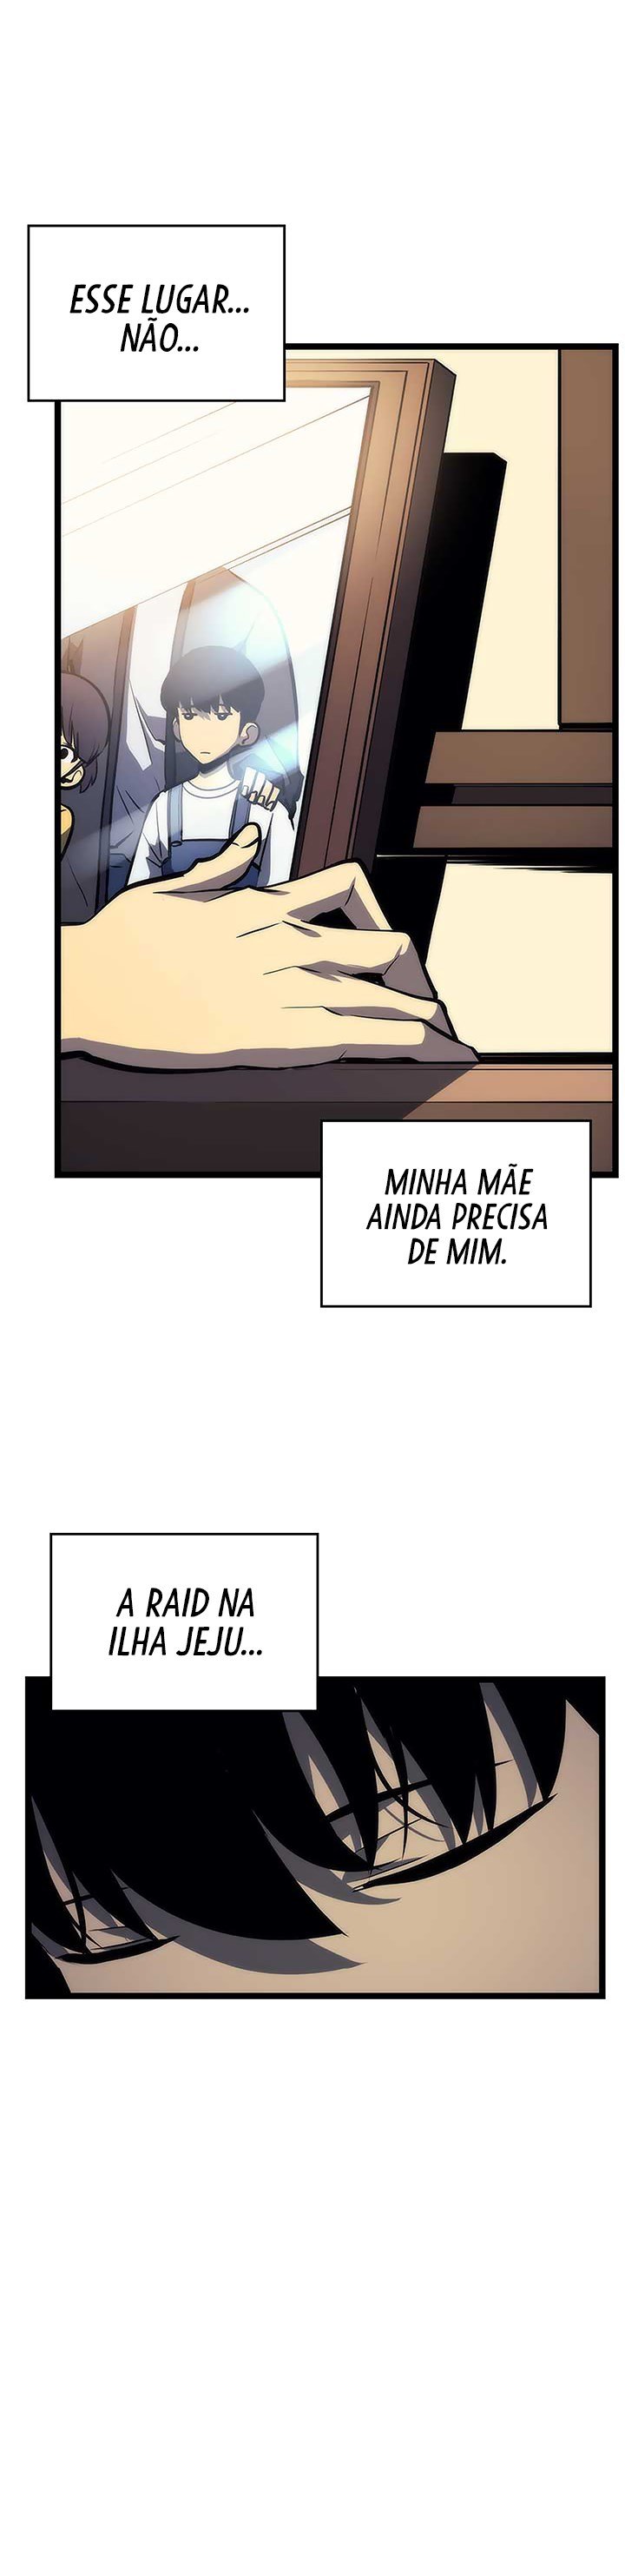 ESSE LUGAR...
NÃO...
MINHA MÃE
AINDA PRECISA
DE MIM.
A RAID NA
ILHA JEJU...